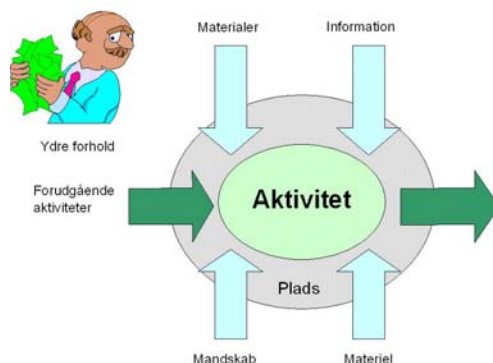 Materialer
Information
Ydre forhold
Forudgående
aktiviteter
Aktivitet
Plads
Mandskab
Materiel